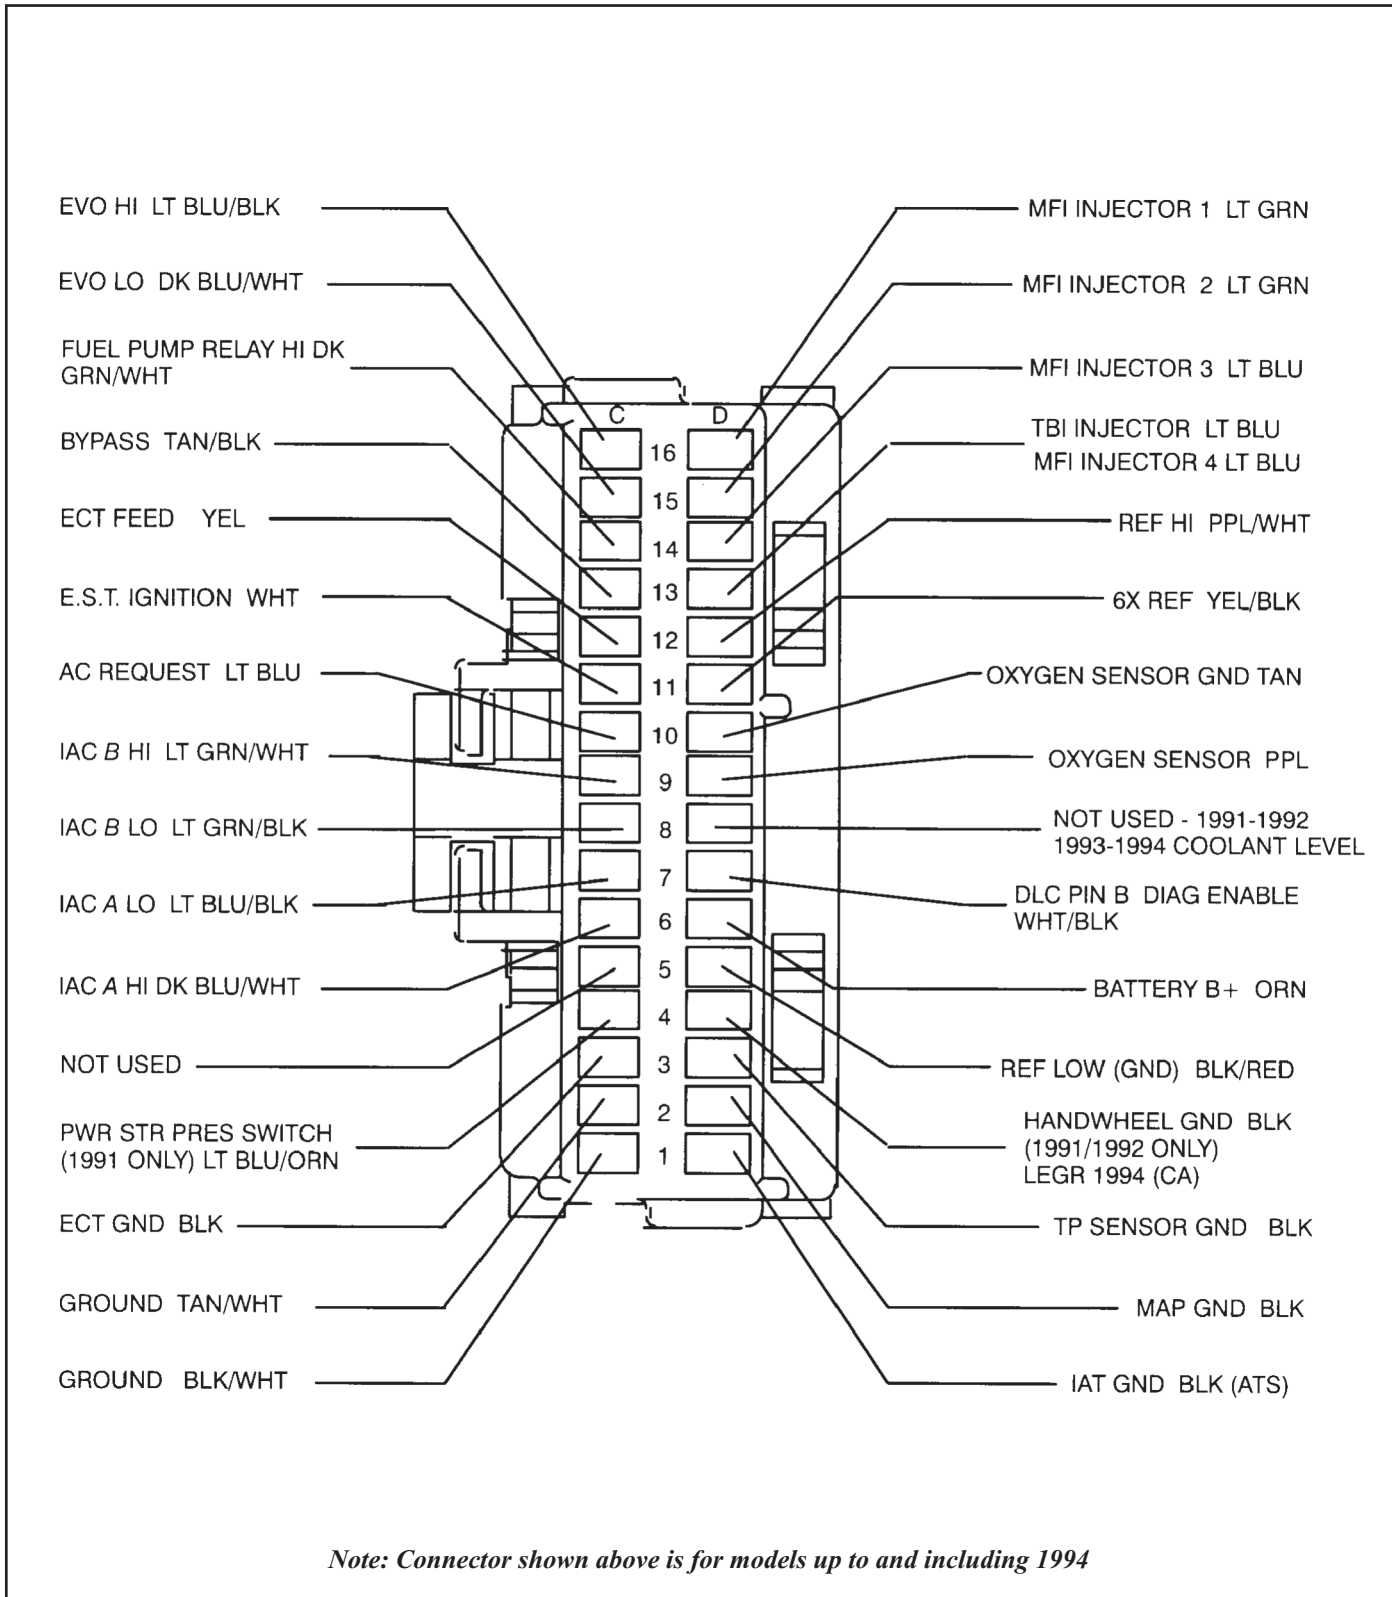 EVO HI LT BLU/BLK
EVO LO DK BLU/WHT
FUEL PUMP RELAY HI DK
GRN/WHT
BYPASS TAN/BLK
ECT FEED YEL
E.S.T. IGNITION WHT
AC REQUEST LT BLU
IAC B HI LT GRN/WHT
IAC B LO LT GRN/BLK
IAC A LO LT BLU/BLK
IAC A HI DK BLU/WHT
NOT USED
PWR STR PRES SWITCH
(1991 ONLY) LT BLU/ORN
ECT GND BLK
GROUND TAN/WHT
GROUND BLK/WHT
C D
16
15
14
13
12
11
10
9
8
7
6
5
4
3
2
1
MFI INJECTOR 1 LT GRN
MFI INJECTOR 2 LT GRN
MFI INJECTOR 3 LT BLU
TBI INJECTOR LT BLU
MFI INJECTOR 4 LT BLU
REF HI PPL/WHT
6X REF YEL/BLK
OXYGEN SENSOR GND TAN
OXYGEN SENSOR PPL
NOT USED - 1991-1992
1993-1994 COOLANT LEVEL
DLC PIN B DIAG ENABLE
WHT/BLK
BATTERY B+ ORN
REF LOW (GND) BLK/RED
HANDWHEEL GND BLK
(1991/1992 ONLY)
LEGR 1994 (CA)
TP SENSOR GND BLK
MAP GND BLK
IAT GND BLK (ATS)
Note: Connector shown above is for models up to and including 1994